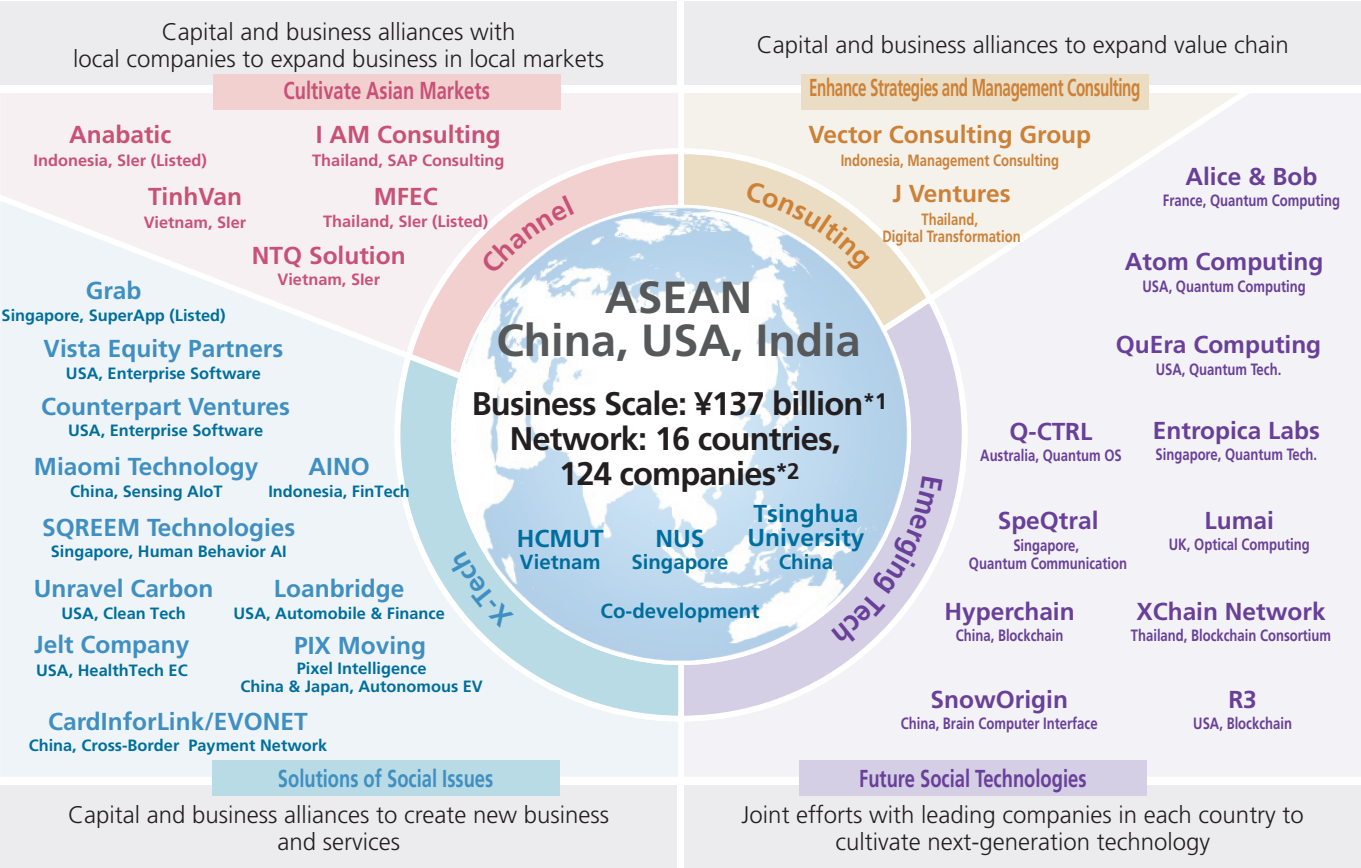 Capital and business alliances with
local companies to expand business in local markets
Cultivate Asian Markets
Anabatic
Indonesia, SIer (Listed)
I AM Consulting
Thailand, SAP Consulting
TinhVan
Vietnam, SIer
MFEC
Thailand, SIer (Listed)
NTQ Solution
Vietnam, SIer
Channel
Capital and business alliances to expand value chain
Enhance Strategies and Management Consulting
Vector Consulting Group
Indonesia, Management Consulting
J Ventures
Thailand,
Digital Transformation
Consulting
ASEAN
China, USA, India
Business Scale: ¥137 billion*1
Network: 16 countries,
124 companies*2
HCMUT
Vietnam
NUS
Singapore
Tsinghua
University
China
Co-development
Grab
Singapore, SuperApp (Listed)
Vista Equity Partners
USA, Enterprise Software
Counterpart Ventures
USA, Enterprise Software
Miaomi Technology
China, Sensing AIoT
AINO
Indonesia, FinTech
SQREEM Technologies
Singapore, Human Behavior AI
Unravel Carbon
USA, Clean Tech
Loanbridge
USA, Automobile & Finance
Jelt Company
USA, HealthTech EC
PIX Moving
Pixel Intelligence
China & Japan, Autonomous EV
CardInforLink/EVONET
China, Cross-Border Payment Network
X-Tech
Solutions of Social Issues
Capital and business alliances to create new business
and services
Alice & Bob
France, Quantum Computing
Atom Computing
USA, Quantum Computing
QuEra Computing
USA, Quantum Tech.
Q-CTRL
Australia, Quantum OS
Entropica Labs
Singapore, Quantum Tech.
SpeQtral
Singapore,
Quantum Communication
Lumai
UK, Optical Computing
Hyperchain
China, Blockchain
XChain Network
Thailand, Blockchain Consortium
SnowOrigin
China, Brain Computer Interface
R3
USA, Blockchain
Emerging Tech
Future Social Technologies
Joint efforts with leading companies in each country to
cultivate next-generation technology